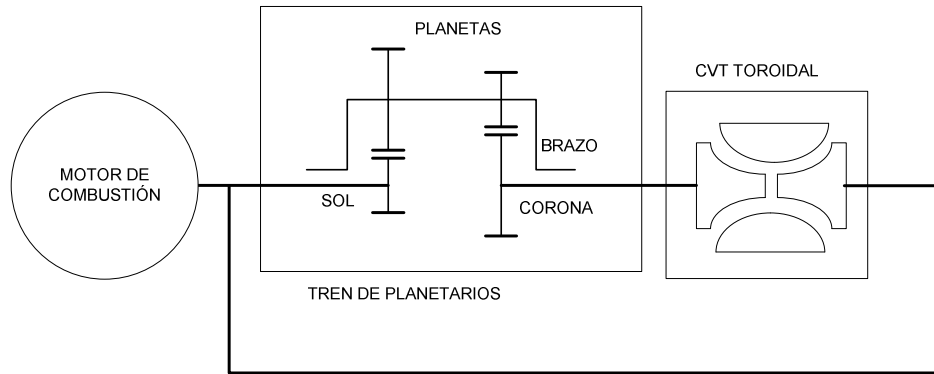 PLANETAS
CVT TOROIDAL
BRAZO
MOTOR DE
COMBUSTIÓN
SOL
CORONA
TREN DE PLANETARIOS